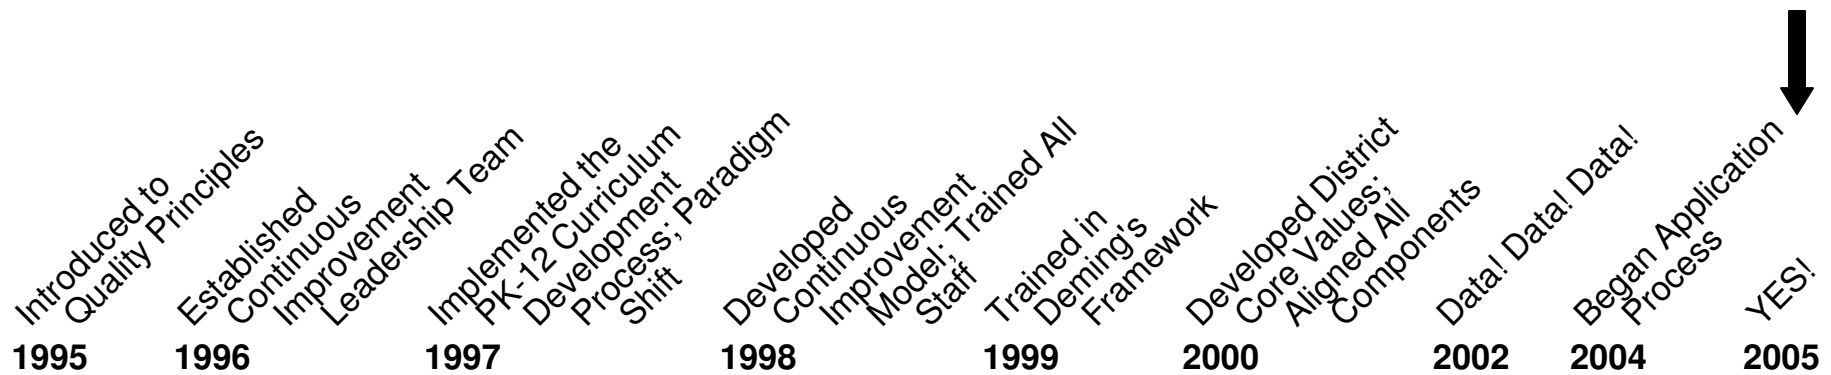 Introduced to
Quality Principles
1995
Established
Continuous
Improvement
Leadership Team
1996
Implemented the
PK-12 Curriculum
Development
Process; Paradigm
Shift
1997
Developed
Continuous
Improvement
Model; Trained All
Staff
1998
Trained in
Deming's
Framework
1999
Developed District
Core Values;
Aligned All
Components
2000
Data! Data! Data!
2002
Began Application
Process
2004
YES!
2005